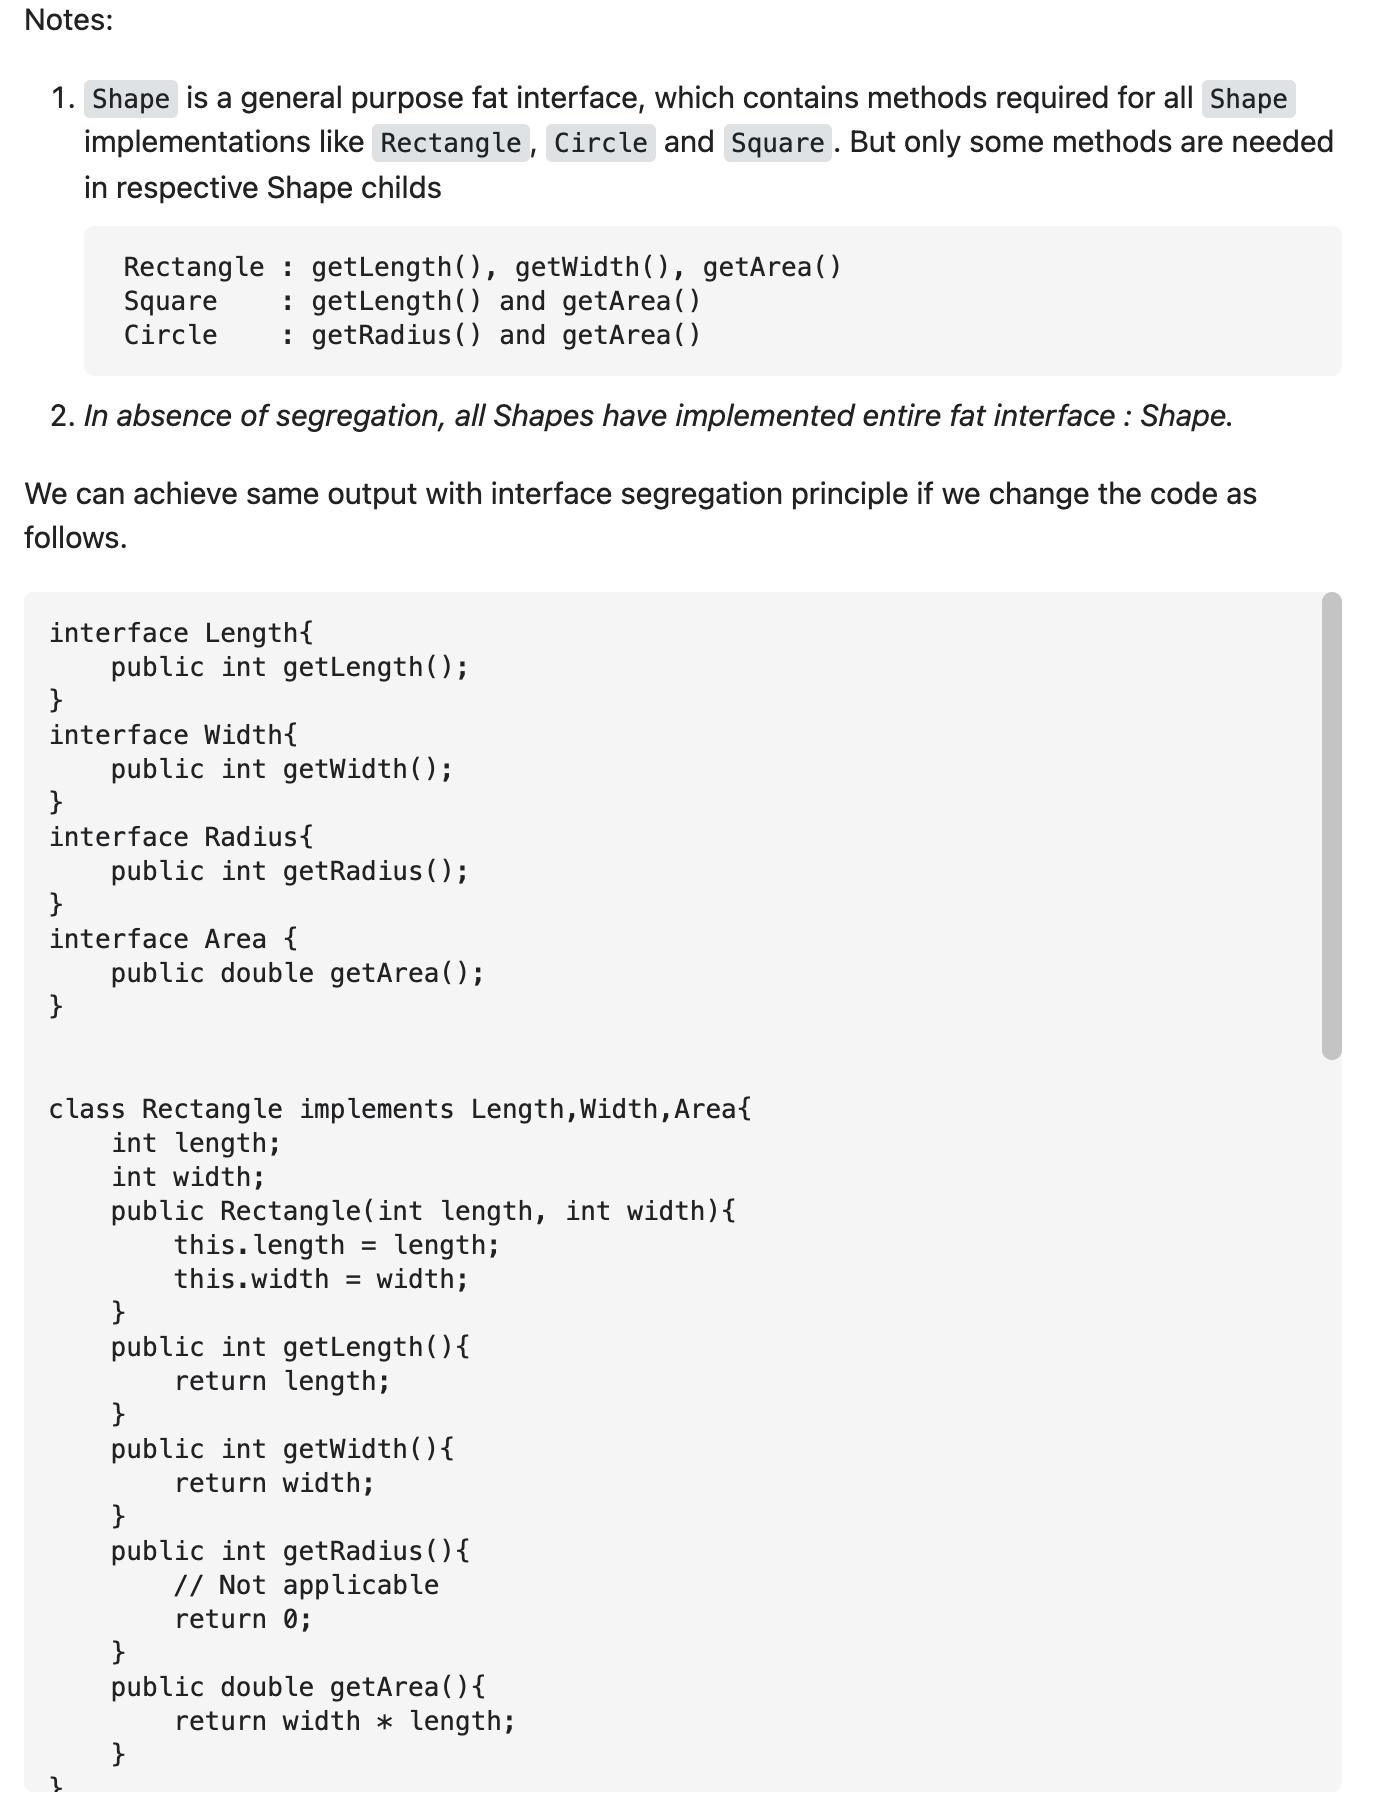 Notes:
1. Shape is a general purpose fat interface, which contains methods required for all Shape
implementations like Rectangle, Circle and Square. But only some methods are needed
in respective Shape childs
Rectangle : getLength(), getWidth(), getArea()
Square    : getLength() and getArea()
Circle    : getRadius() and getArea()
2. In absence of segregation, all Shapes have implemented entire fat interface : Shape.
We can achieve same output with interface segregation principle if we change the code as
follows.
interface Length{
    public int getLength();
}
interface Width{
    public int getWidth();
}
interface Radius{
    public int getRadius();
}
interface Area {
    public double getArea();
}
class Rectangle implements Length,Width,Area{
    int length;
    int width;
    public Rectangle(int length, int width){
        this.length = length;
        this.width = width;
    }
    public int getLength(){
        return length;
    }
    public int getWidth(){
        return width;
    }
    public int getRadius(){
        // Not applicable
        return 0;
    }
    public double getArea(){
        return width * length;
    }
}